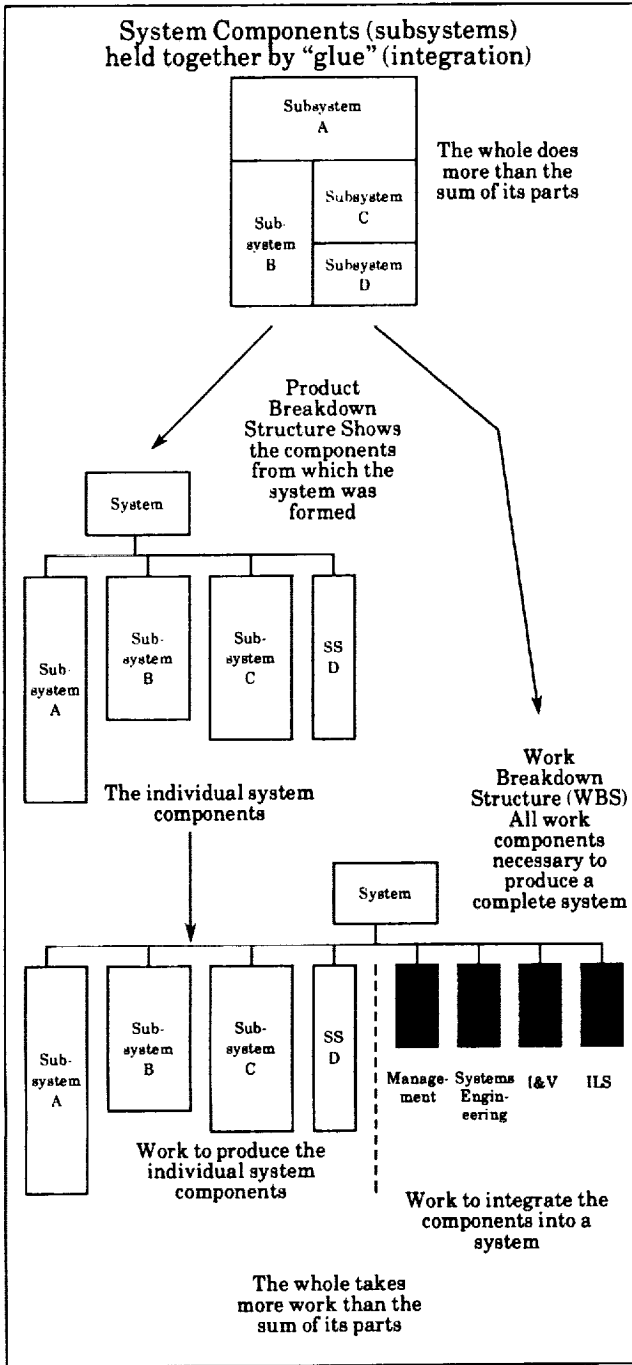 System Components (subsystems)
held together by “glue” (integration)
Subsystem
A
Sub-
system
B
Subsystem
C
Subsystem
D
The whole does
more than the
sum of its parts
Product
Breakdown
Structure Shows
the components
from which the
system was
formed
System
Sub-
system
A
Sub-
system
B
Sub-
system
C
SS
D
The individual system
components
Work
Breakdown
Structure (WBS)
All work
components
necessary to
produce a
complete system
System
Sub-
system
A
Sub-
system
B
Sub-
system
C
SS
D
Manage-
ment
Systems
Engin-
eering
I&V
ILS
Work to produce the
individual system
components
Work to integrate the
components into a
system
The whole takes
more work than the
sum of its parts